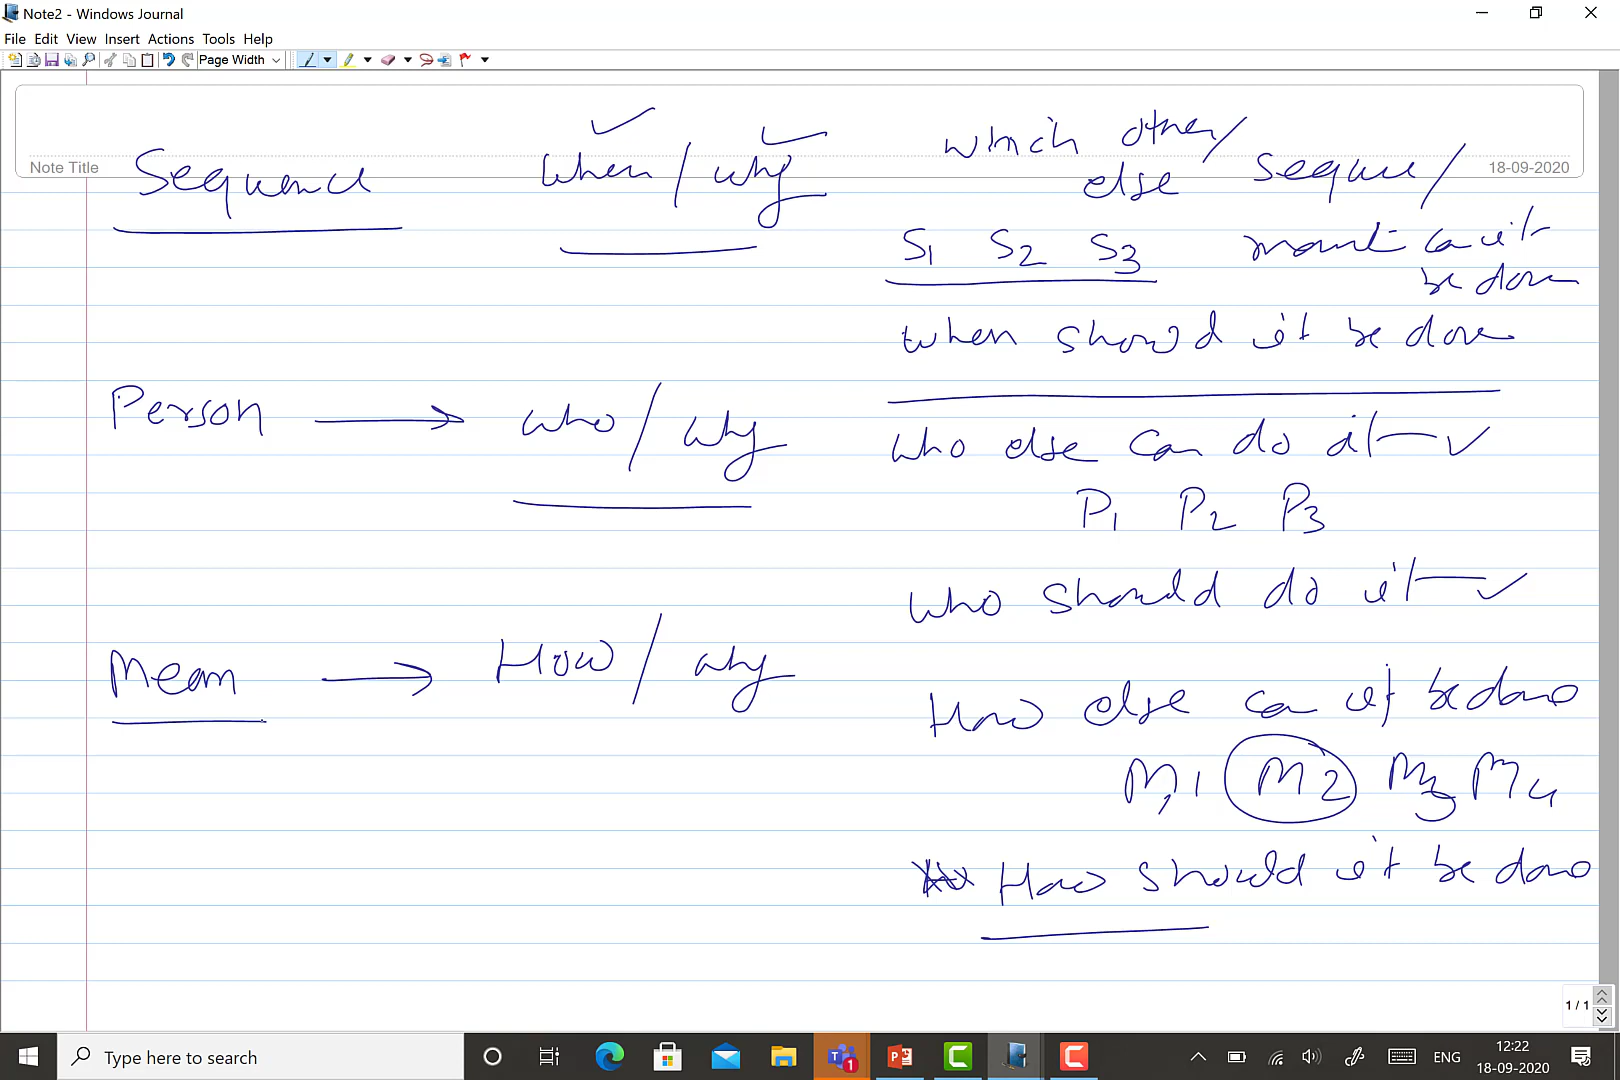 Note2 - Windows Journal
File Edit View Insert Actions Tools Help
Page Width
Note Title
18-09-2020
Sequence when / why which other / else sequence /
S1 S2 S3 moment can it be done
when should it be done
Person → who / why who else can do it ✓
P1 P2 P3
who should do it ✓
Mean → How / why How else can it be done
M1 M2 M3 M4
How should it be done
1 / 1
Type here to search
1
ENG
12:22
18-09-2020